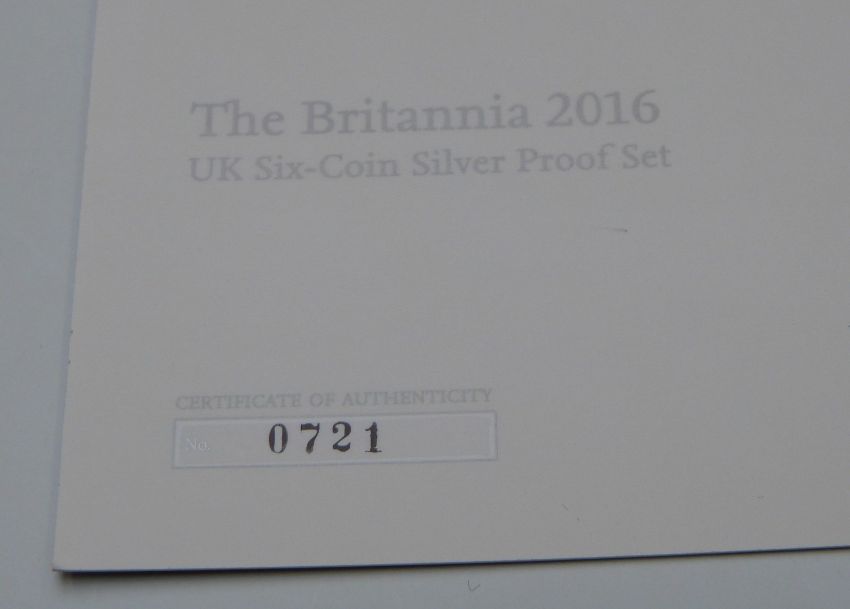 The Britannia 2016
UK Six-Coin Silver Proof Set
CERTIFICATE OF AUTHENTICITY
No. 0721